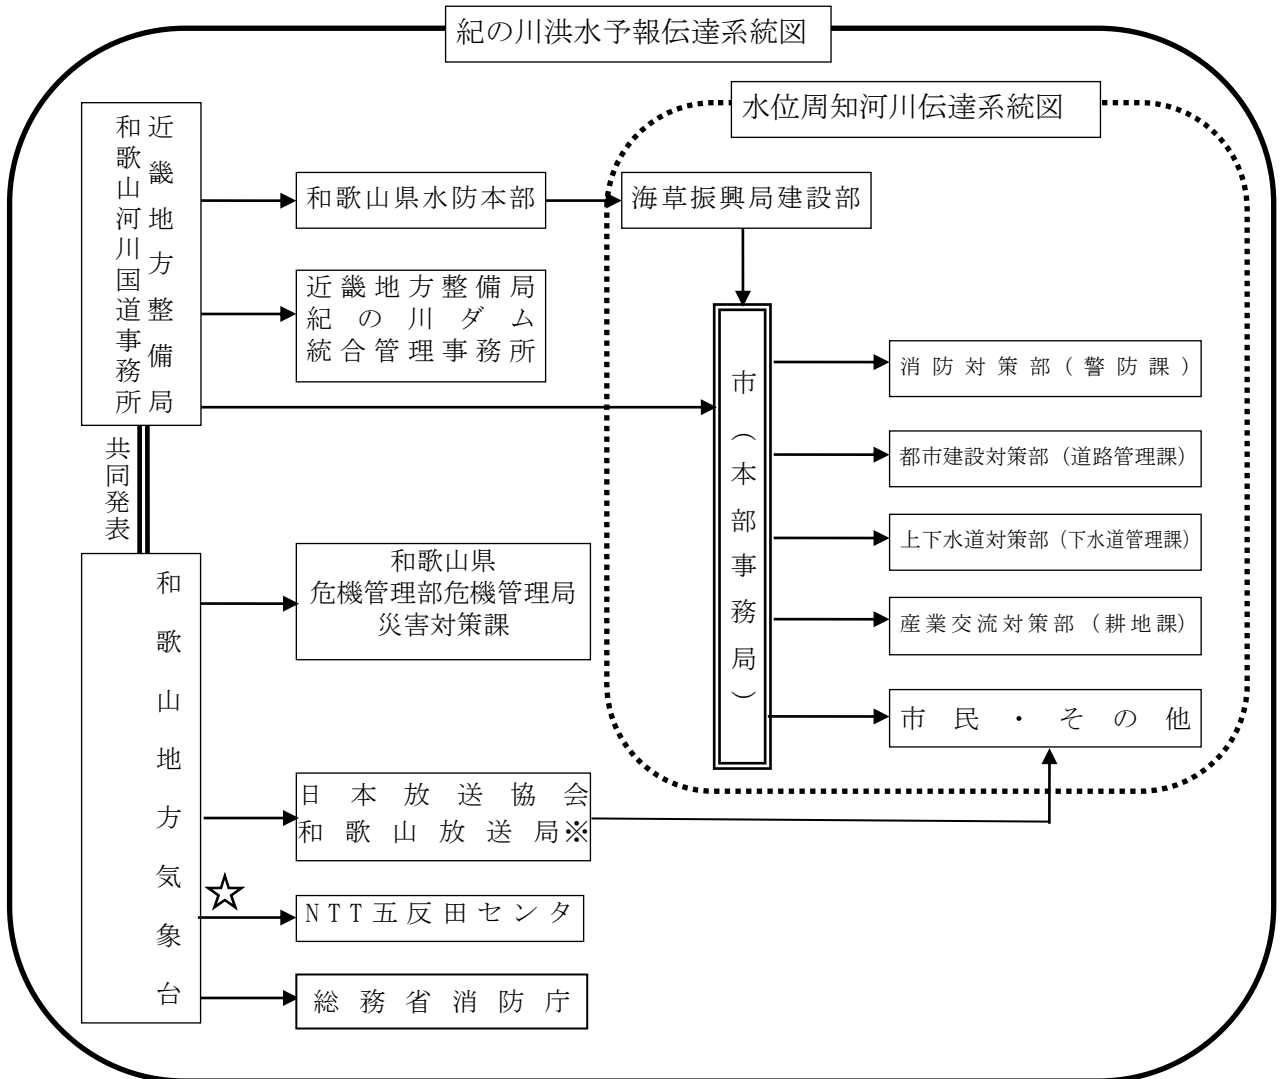 紀の川洪水予報伝達系統図
水位周知河川伝達系統図
近畿地方整備局
和歌山河川国道事務所
和歌山県水防本部
海草振興局建設部
近畿地方整備局
紀の川ダム
統合管理事務所
市（本部事務局）
消防対策部(警防課)
都市建設対策部（道路管理課）
上下水道対策部（下水道管理課）
産業交流対策部（耕地課）
市民・その他
共同発表
和歌山地方気象台
和歌山県
危機管理部危機管理局
災害対策課
日本放送協会
和歌山放送局※
☆
NTT五反田センタ
総務省消防庁